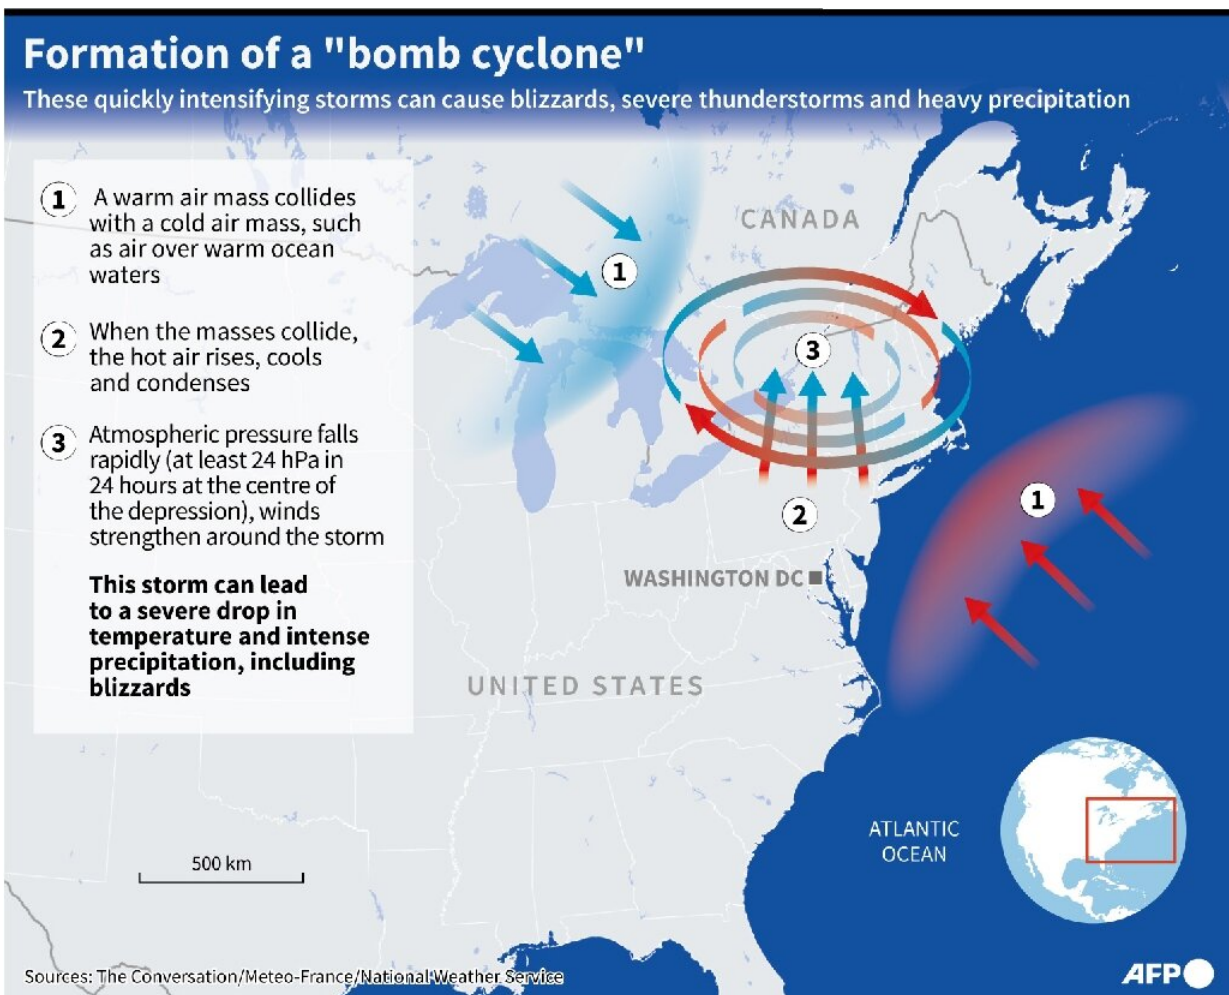 Formation of a "bomb cyclone"
These quickly intensifying storms can cause blizzards, severe thunderstorms and heavy precipitation
1 A warm air mass collides
with a cold air mass, such
as air over warm ocean
waters
2 When the masses collide,
the hot air rises, cools
and condenses
3 Atmospheric pressure falls
rapidly (at least 24 hPa in
24 hours at the centre of
the depression), winds
strengthen around the storm
This storm can lead
to a severe drop in
temperature and intense
precipitation, including
blizzards
CANADA
1
3
1
2
WASHINGTON DC
UNITED STATES
ATLANTIC
OCEAN
500 km
Sources: The Conversation/Meteo-France/National Weather Service
AFP